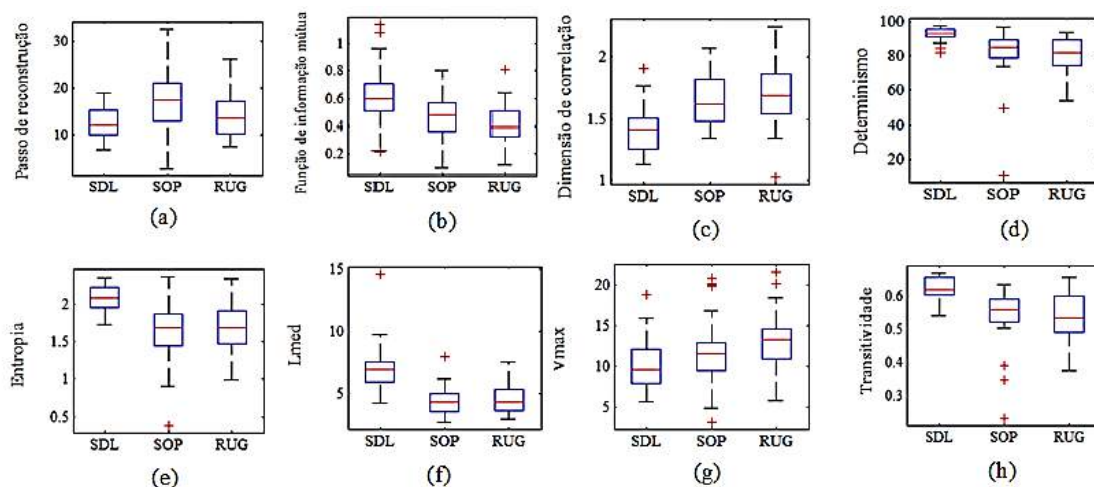 Passo de reconstrução
30
20
10
SDL SOP RUG
(a)
Função de informação mútua
1
0.8
0.6
0.4
0.2
SDL SOP RUG
(b)
Dimensão de correlação
2
1.5
1
SDL SOP RUG
(c)
Determinismo
100
80
60
40
20
SDL SOP RUG
(d)
Entropia
2
1.5
1
0.5
SDL SOP RUG
(e)
Lmed
15
10
5
SDL SOP RUG
(f)
Vmax
20
15
10
5
SDL SOP RUG
(g)
Transitividade
0.6
0.5
0.4
0.3
SDL SOP RUG
(h)